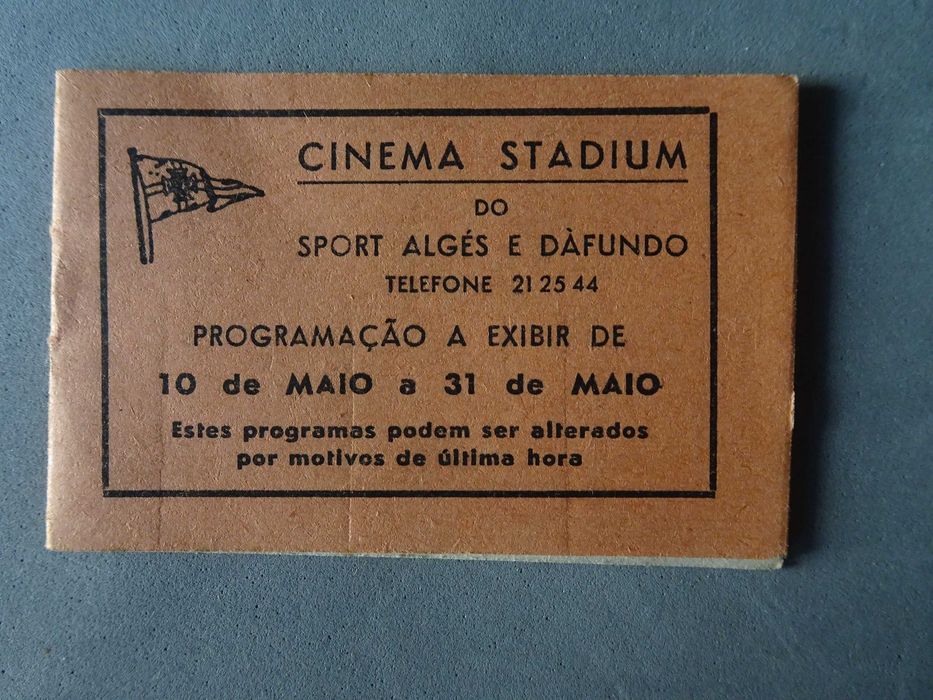 CINEMA STADIUM
DO
SPORT ALGÉS E DÀFUNDO
TELEFONE 21 25 44
PROGRAMAÇÃO A EXIBIR DE
10 de MAIO a 31 de MAIO
Estes programas podem ser alterados
por motivos de última hora